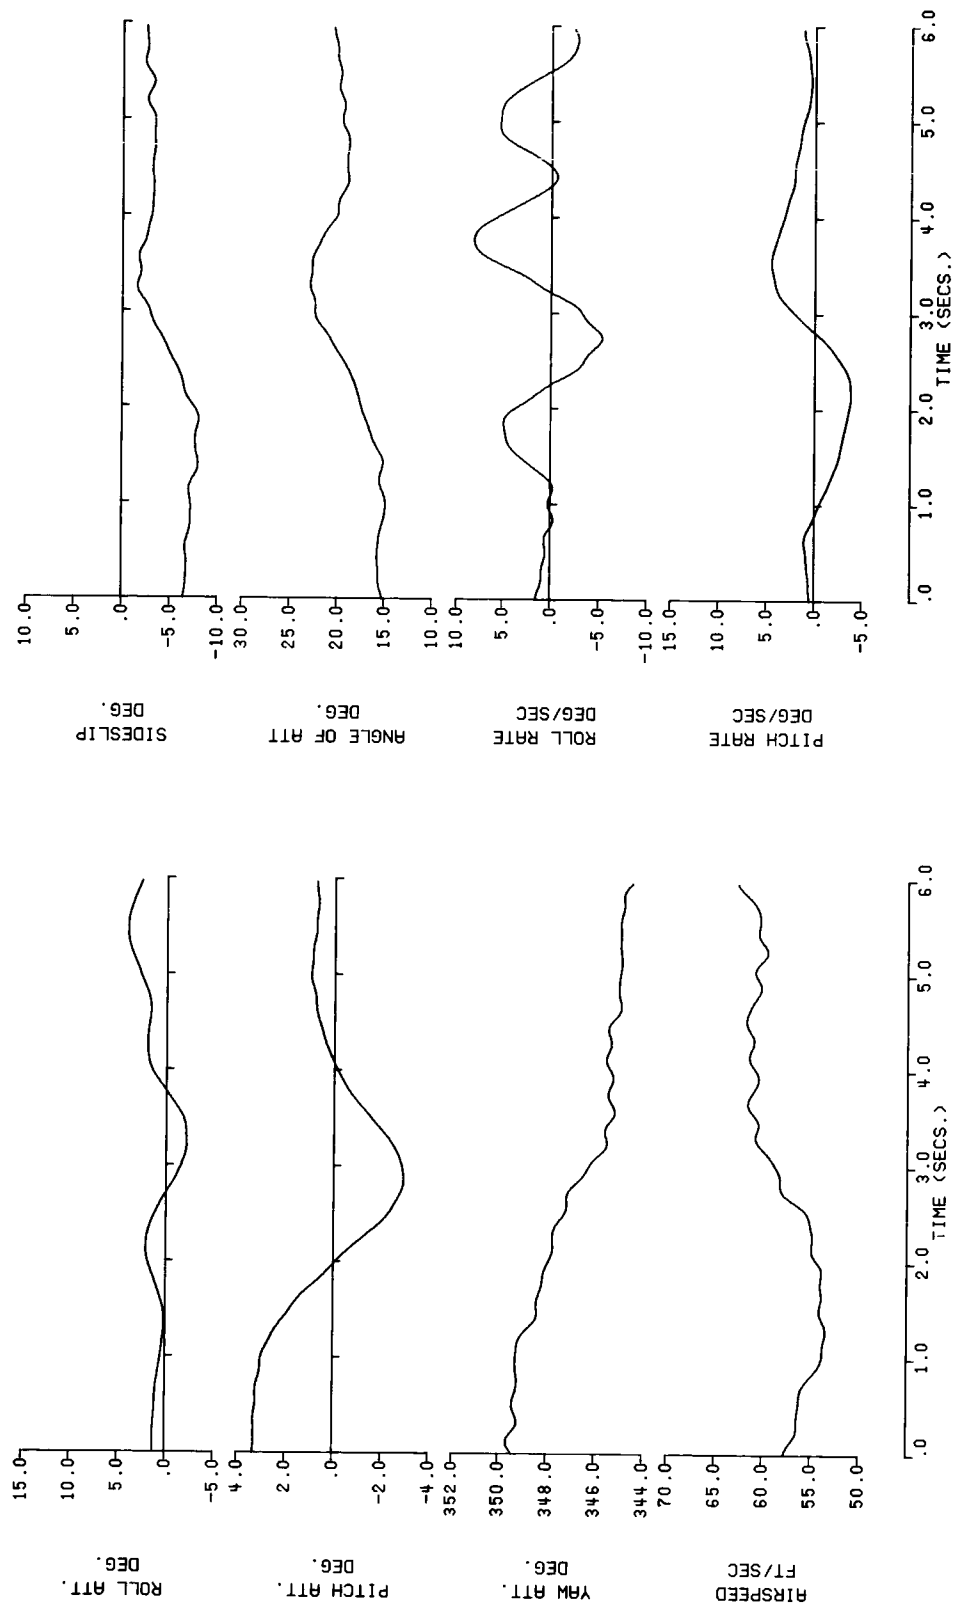 ROLL ATT.
DEG.
15.0
10.0
5.0
.0
-5.0
PITCH ATT.
DEG.
4.0
2.0
.0
-2.0
-4.0
YAW ATT.
DEG.
352.0
350.0
348.0
346.0
344.0
AIRSPEED
FT/SEC
70.0
65.0
60.0
55.0
50.0
.0 1.0 2.0 3.0 4.0 5.0 6.0
TIME (SECS.)
SIDESLIP
DEG.
10.0
5.0
.0
-5.0
-10.0
ANGLE OF ATT
DEG.
30.0
25.0
20.0
15.0
10.0
ROLL RATE
DEG/SEC
10.0
5.0
.0
-5.0
-10.0
PITCH RATE
DEG/SEC
15.0
10.0
5.0
.0
-5.0
.0 1.0 2.0 3.0 4.0 5.0 6.0
TIME (SECS.)